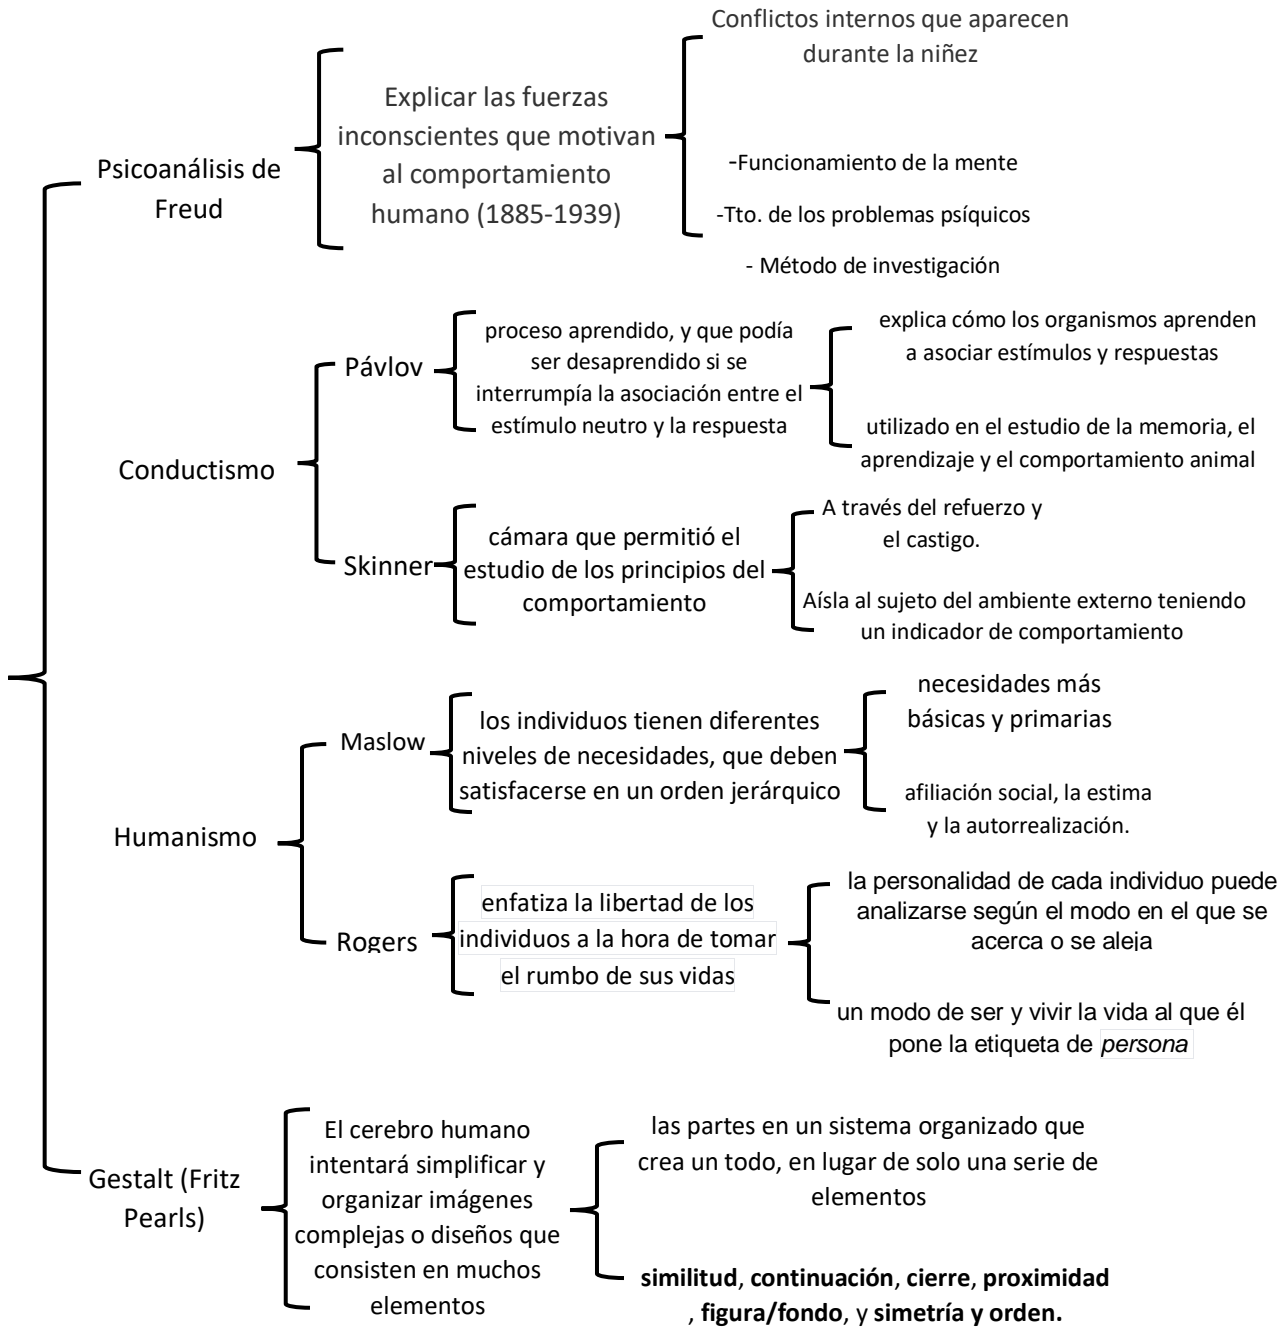 Psicoanálisis de
Freud
Explicar las fuerzas
inconscientes que motivan
al comportamiento
humano (1885-1939)
Conflictos internos que aparecen
durante la niñez
-Funcionamiento de la mente
-Tto. de los problemas psíquicos
- Método de investigación
Conductismo
Pávlov
proceso aprendido, y que podía
ser desaprendido si se
interrumpía la asociación entre el
estímulo neutro y la respuesta
explica cómo los organismos aprenden
a asociar estímulos y respuestas
utilizado en el estudio de la memoria, el
aprendizaje y el comportamiento animal
Skinner
cámara que permitió el
estudio de los principios del
comportamiento
A través del refuerzo y
el castigo.
Aísla al sujeto del ambiente externo teniendo
un indicador de comportamiento
Humanismo
Maslow
los individuos tienen diferentes
niveles de necesidades, que deben
satisfacerse en un orden jerárquico
necesidades más
básicas y primarias
afiliación social, la estima
y la autorrealización.
Rogers
enfatiza la libertad de los
individuos a la hora de tomar
el rumbo de sus vidas
la personalidad de cada individuo puede
analizarse según el modo en el que se
acerca o se aleja
un modo de ser y vivir la vida al que él
pone la etiqueta de persona
Gestalt (Fritz
Pearls)
El cerebro humano
intentará simplificar y
organizar imágenes
complejas o diseños que
consisten en muchos
elementos
las partes en un sistema organizado que
crea un todo, en lugar de solo una serie de
elementos
similitud, continuación, cierre, proximidad
, figura/fondo, y simetría y orden.